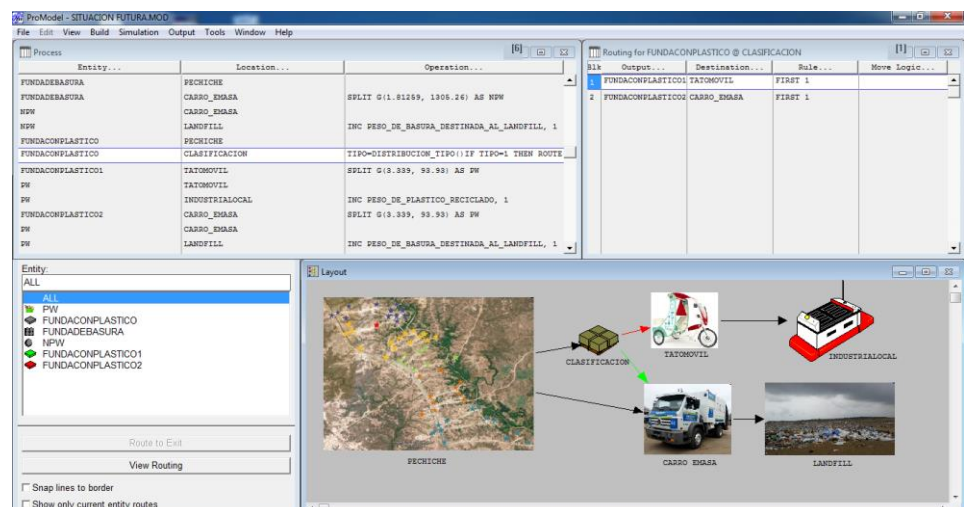 ProModel - SITUACION FUTURA.MOD
File Edit View Build Simulation Output Tools Window Help
Process [6]
Entity... Location... Operation...
FUNDADEBASURA PECHICHE
FUNDADEBASURA CARRO_EMASA SPLIT G(1.81259, 1305.26) AS NPW
NPW CARRO_EMASA
NPW LANDFILL INC PESO_DE_BASURA_DESTINADA_AL_LANDFILL, 1
FUNDACONPLASTICO PECHICHE
FUNDACONPLASTICO CLASIFICACION TIPO=DISTRIBUCION_TIPO()IF TIPO=1 THEN ROUTE
FUNDACONPLASTICO1 TATOMOVIL SPLIT G(3.339, 93.93) AS PW
PW TATOMOVIL
PW INDUSTRIALOCAL INC PESO_DE_PLASTICO_RECICLADO, 1
FUNDACONPLASTICO2 CARRO_EMASA SPLIT G(3.339, 93.93) AS PW
PW CARRO_EMASA
PW LANDFILL INC PESO_DE_BASURA_DESTINADA_AL_LANDFILL, 1
Routing for FUNDACONPLASTICO @ CLASIFICACION [1]
Blk Output... Destination... Rule... Move Logic...
1 FUNDACONPLASTICO1 TATOMOVIL FIRST 1
2 FUNDACONPLASTICO2 CARRO_EMASA FIRST 1
Entity:
ALL
ALL
PW
FUNDACONPLASTICO
FUNDADEBASURA
NPW
FUNDACONPLASTICO1
FUNDACONPLASTICO2
Route to Exit
View Routing
Snap lines to border
Show only current entity routes
Layout
CLASIFICACION
TATOMOVIL
INDUSTRIALOCAL
PECHICHE
CARRO EMASA
LANDFILL